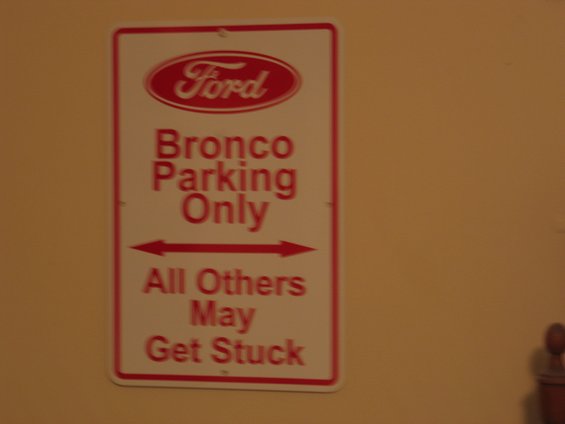 Ford
Bronco
Parking
Only
All Others
May
Get Stuck